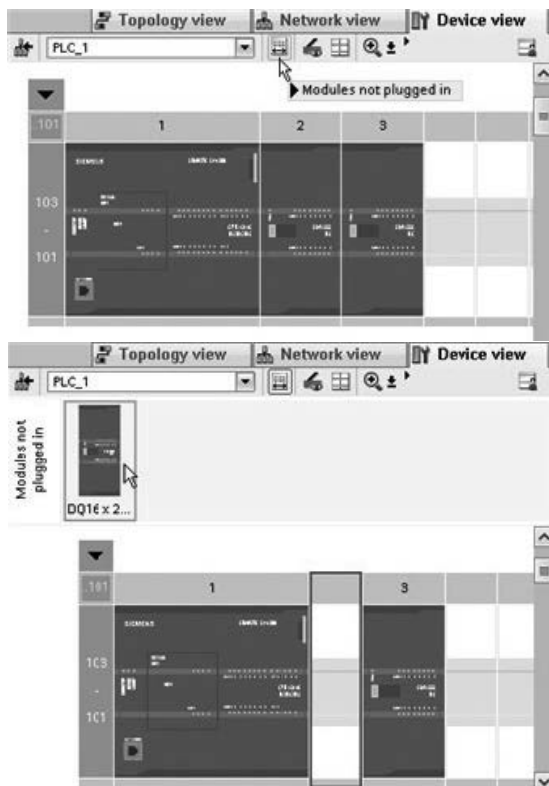 Topology view Network view Device view
PLC_1
Modules not plugged in
.101 1 2 3
SIEMENS
103
-
101
Topology view Network view Device view
PLC_1
Modules not
plugged in
DQ16 x 2...
.101 1 3
SIEMENS
103
-
101